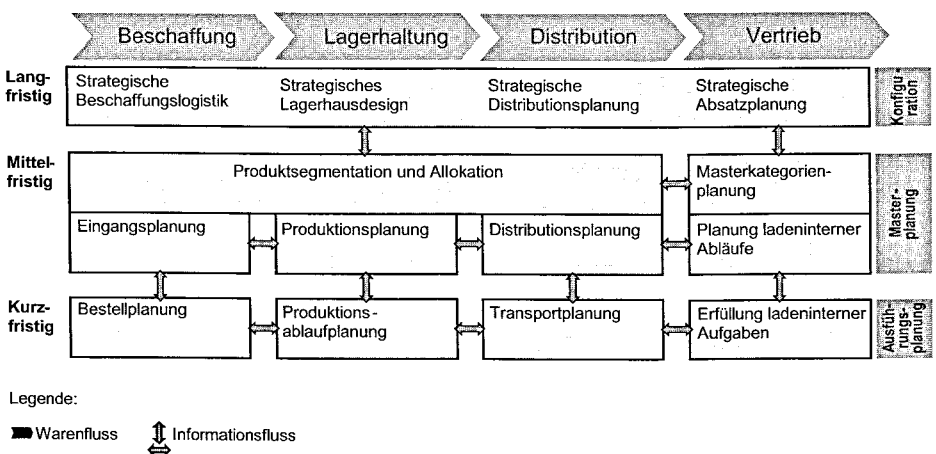 Beschaffung
Lagerhaltung
Distribution
Vertrieb
Lang-
fristig
Strategische
Beschaffungslogistik
Strategisches
Lagerhausdesign
Strategische
Distributionsplanung
Strategische
Absatzplanung
Konfigu-
ration
Mittel-
fristig
Produktsegmentation und Allokation
Masterkategorien-
planung
Master-
planung
Eingangsplanung
Produktionsplanung
Distributionsplanung
Planung ladeninterner
Abläufe
Kurz-
fristig
Bestellplanung
Produktions-
ablaufplanung
Transportplanung
Erfüllung ladeninterner
Aufgaben
Ausfüh-
rungs-
planung
Legende:
Warenfluss
Informationsfluss